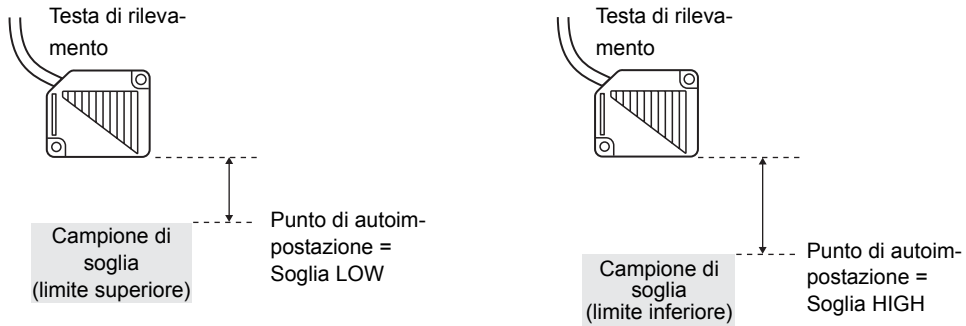 Testa di rileva-
mento
Campione di
soglia
(limite superiore)
Punto di autoim-
postazione =
Soglia LOW
Testa di rileva-
mento
Campione di
soglia
(limite inferiore)
Punto di autoim-
postazione =
Soglia HIGH